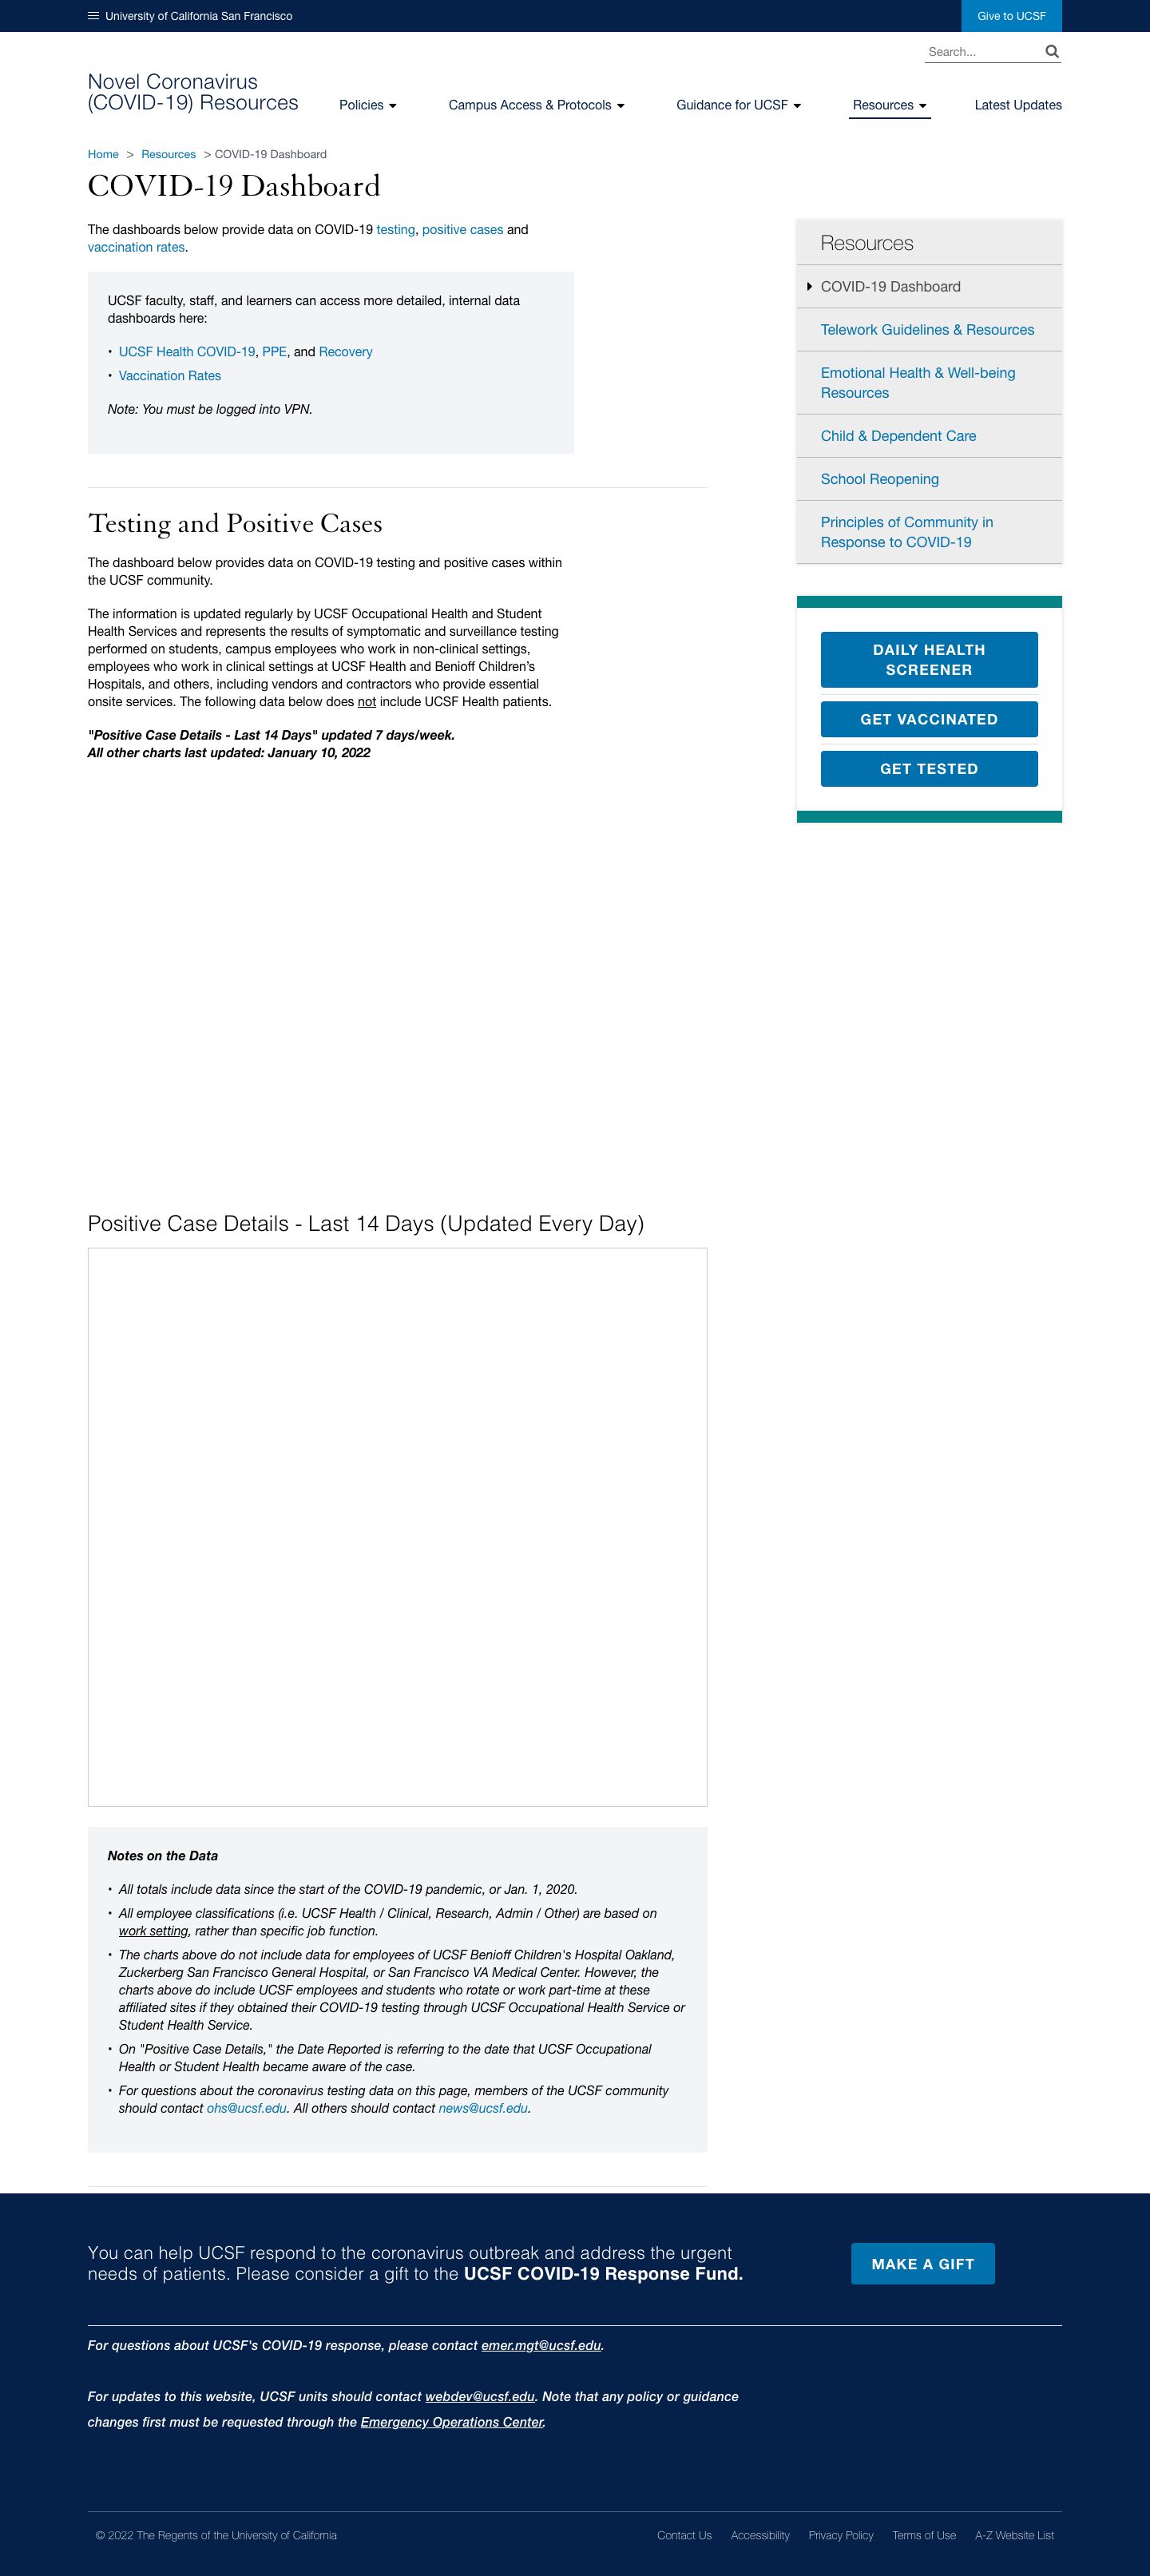 University of California San Francisco
Give to UCSF
Search...
Novel Coronavirus
(COVID-19) Resources
Policies
Campus Access & Protocols
Guidance for UCSF
Resources
Latest Updates
Home > Resources > COVID-19 Dashboard
COVID-19 Dashboard
The dashboards below provide data on COVID-19 testing, positive cases and
vaccination rates.
UCSF faculty, staff, and learners can access more detailed, internal data
dashboards here:
• UCSF Health COVID-19, PPE, and Recovery
• Vaccination Rates
Note: You must be logged into VPN.
Resources
COVID-19 Dashboard
Telework Guidelines & Resources
Emotional Health & Well-being
Resources
Child & Dependent Care
School Reopening
Principles of Community in
Response to COVID-19
DAILY HEALTH
SCREENER
GET VACCINATED
GET TESTED
Testing and Positive Cases
The dashboard below provides data on COVID-19 testing and positive cases within
the UCSF community.
The information is updated regularly by UCSF Occupational Health and Student
Health Services and represents the results of symptomatic and surveillance testing
performed on students, campus employees who work in non-clinical settings,
employees who work in clinical settings at UCSF Health and Benioff Children's
Hospitals, and others, including vendors and contractors who provide essential
onsite services. The following data below does not include UCSF Health patients.
"Positive Case Details - Last 14 Days" updated 7 days/week.
All other charts last updated: January 10, 2022
Positive Case Details - Last 14 Days (Updated Every Day)
Notes on the Data
• All totals include data since the start of the COVID-19 pandemic, or Jan. 1, 2020.
• All employee classifications (i.e. UCSF Health / Clinical, Research, Admin / Other) are based on
work setting, rather than specific job function.
• The charts above do not include data for employees of UCSF Benioff Children's Hospital Oakland,
Zuckerberg San Francisco General Hospital, or San Francisco VA Medical Center. However, the
charts above do include UCSF employees and students who rotate or work part-time at these
affiliated sites if they obtained their COVID-19 testing through UCSF Occupational Health Service or
Student Health Service.
• On "Positive Case Details," the Date Reported is referring to the date that UCSF Occupational
Health or Student Health became aware of the case.
• For questions about the coronavirus testing data on this page, members of the UCSF community
should contact ohs@ucsf.edu. All others should contact news@ucsf.edu.
You can help UCSF respond to the coronavirus outbreak and address the urgent
needs of patients. Please consider a gift to the UCSF COVID-19 Response Fund.
MAKE A GIFT
For questions about UCSF's COVID-19 response, please contact emer.mgt@ucsf.edu.
For updates to this website, UCSF units should contact webdev@ucsf.edu. Note that any policy or guidance
changes first must be requested through the Emergency Operations Center.
© 2022 The Regents of the University of California
Contact Us
Accessibility
Privacy Policy
Terms of Use
A-Z Website List